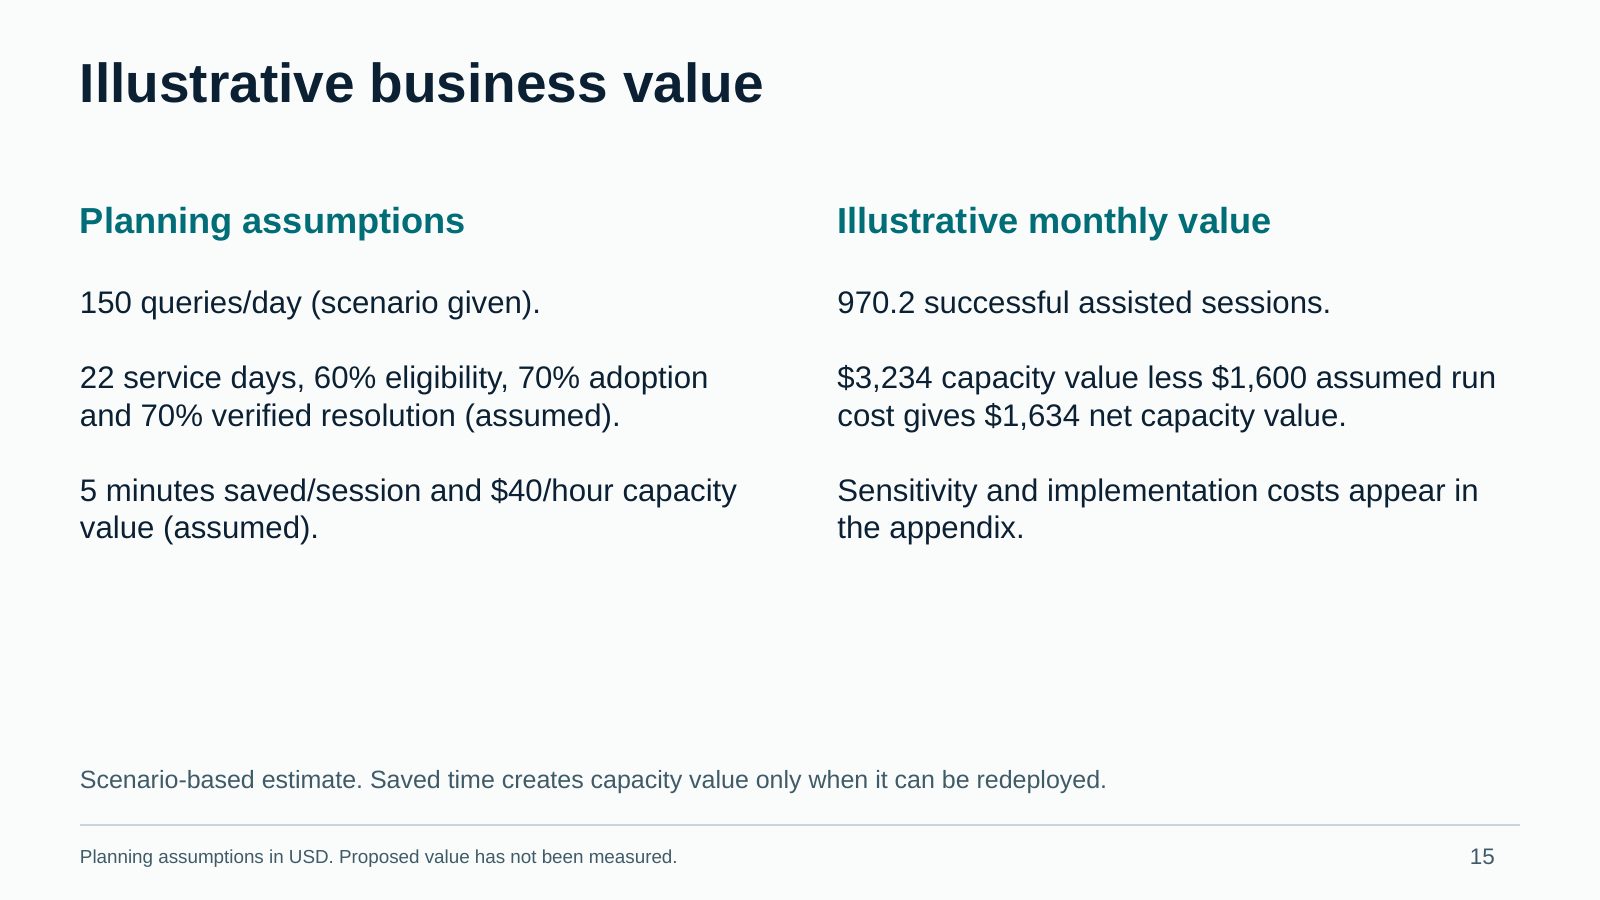 Illustrative business value
Planning assumptions
150 queries/day (scenario given).
22 service days, 60% eligibility, 70% adoption
and 70% verified resolution (assumed).
5 minutes saved/session and $40/hour capacity
value (assumed).
Illustrative monthly value
970.2 successful assisted sessions.
$3,234 capacity value less $1,600 assumed run
cost gives $1,634 net capacity value.
Sensitivity and implementation costs appear in
the appendix.
Scenario-based estimate. Saved time creates capacity value only when it can be redeployed.
Planning assumptions in USD. Proposed value has not been measured.
15